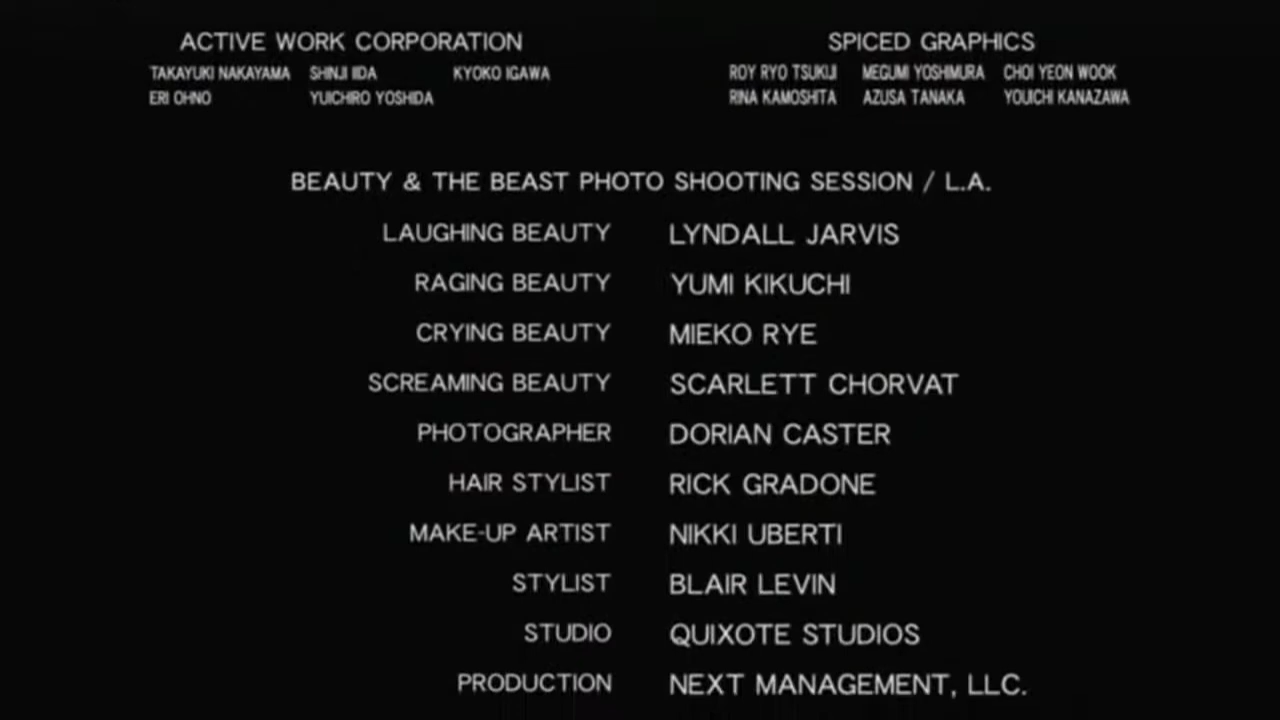 ACTIVE WORK CORPORATION
TAKAYUKI NAKAYAMA SHINJI IIDA KYOKO IGAWA
ERI OHNO YUICHIRO YOSHIDA
SPICED GRAPHICS
ROY RYO TSUKIJI MEGUMI YOSHIMURA CHOI YEON WOOK
RINA KAMOSHITA AZUSA TANAKA YOUICHI KANAZAWA
BEAUTY & THE BEAST PHOTO SHOOTING SESSION / L.A.
LAUGHING BEAUTY LYNDALL JARVIS
RAGING BEAUTY YUMI KIKUCHI
CRYING BEAUTY MIEKO RYE
SCREAMING BEAUTY SCARLETT CHORVAT
PHOTOGRAPHER DORIAN CASTER
HAIR STYLIST RICK GRADONE
MAKE-UP ARTIST NIKKI UBERTI
STYLIST BLAIR LEVIN
STUDIO QUIXOTE STUDIOS
PRODUCTION NEXT MANAGEMENT, LLC.